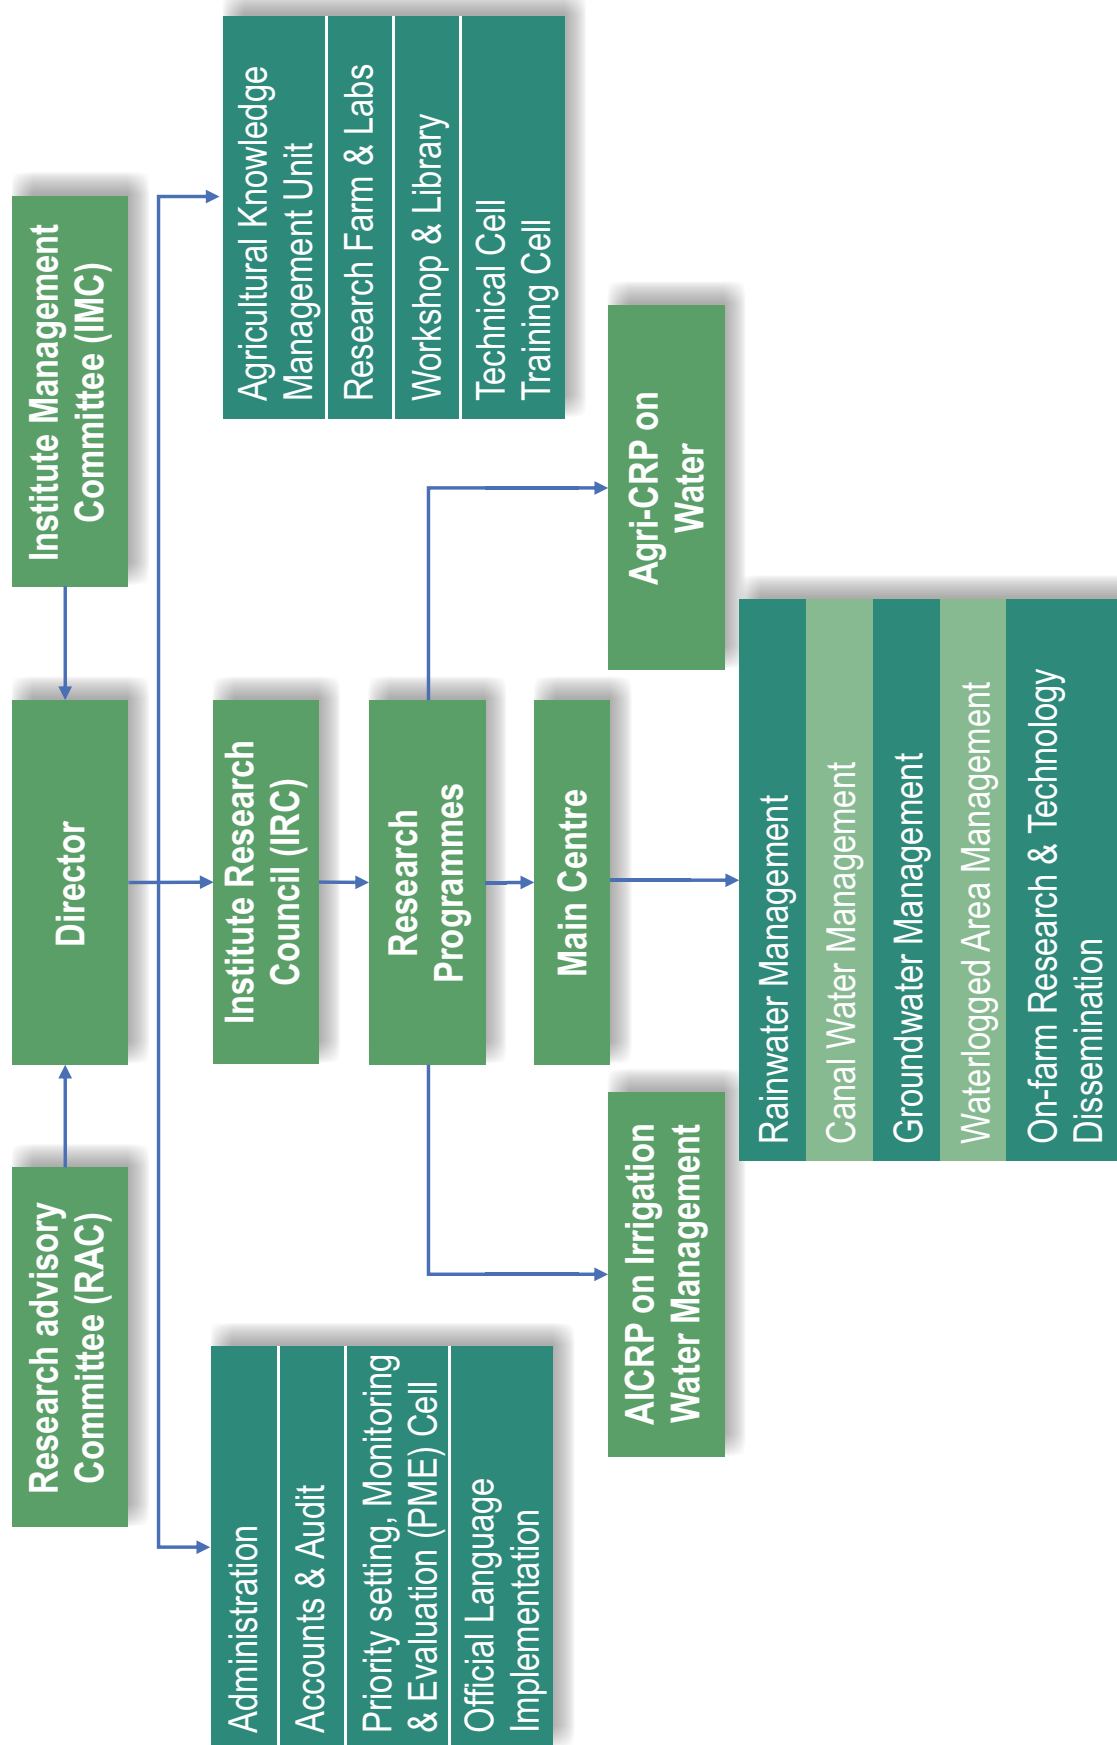 Research advisory
Committee (RAC)
Director
Institute Management
Committee (IMC)
Administration
Accounts & Audit
Priority setting, Monitoring
& Evaluation (PME) Cell
Official Language
Implementation
Institute Research
Council (IRC)
Agricultural Knowledge
Management Unit
Research Farm & Labs
Workshop & Library
Technical Cell
Training Cell
Research
Programmes
Main Centre
AICRP on Irrigation
Water Management
Agri-CRP on
Water
Rainwater Management
Canal Water Management
Groundwater Management
Waterlogged Area Management
On-farm Research & Technology
Dissemination